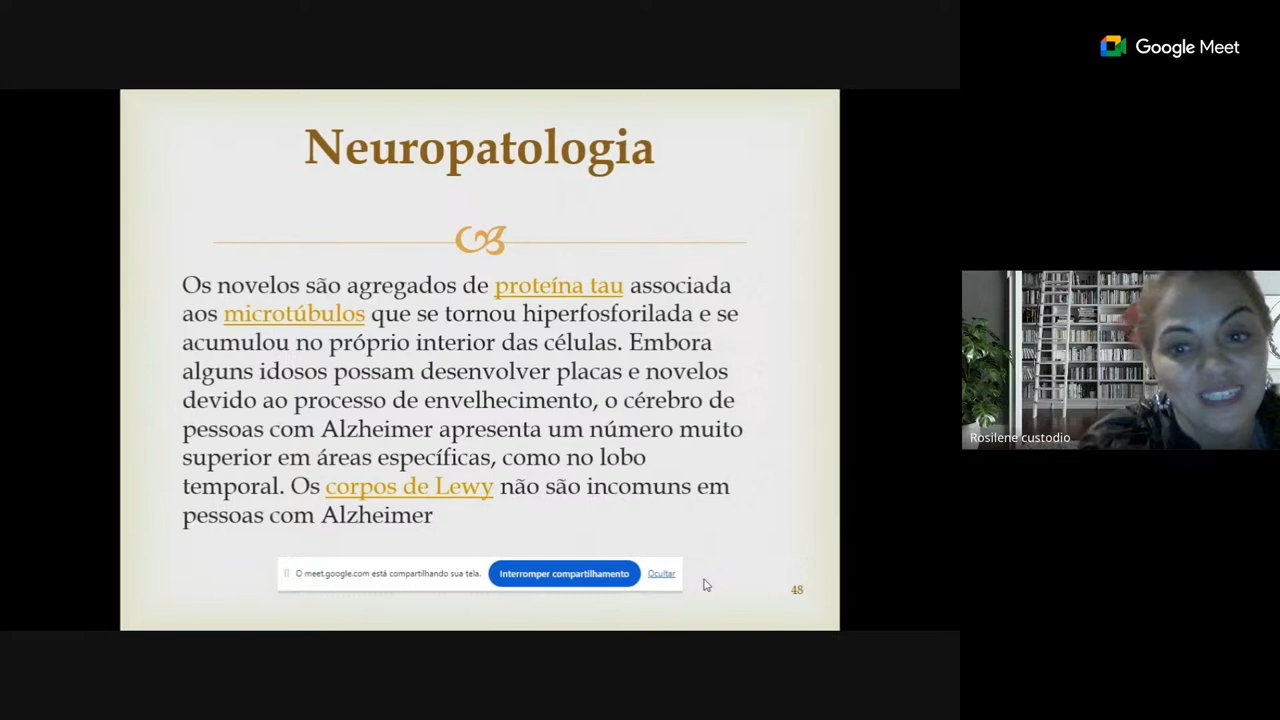 Google Meet
Neuropatologia
Os novelos são agregados de proteína tau associada
aos microtúbulos que se tornou hiperfosforilada e se
acumulou no próprio interior das células. Embora
alguns idosos possam desenvolver placas e novelos
devido ao processo de envelhecimento, o cérebro de
pessoas com Alzheimer apresenta um número muito
superior em áreas específicas, como no lobo
temporal. Os corpos de Lewy não são incomuns em
pessoas com Alzheimer
O meet.google.com está compartilhando sua tela. Interromper compartilhamento Ocultar
48
Rosilene custodio